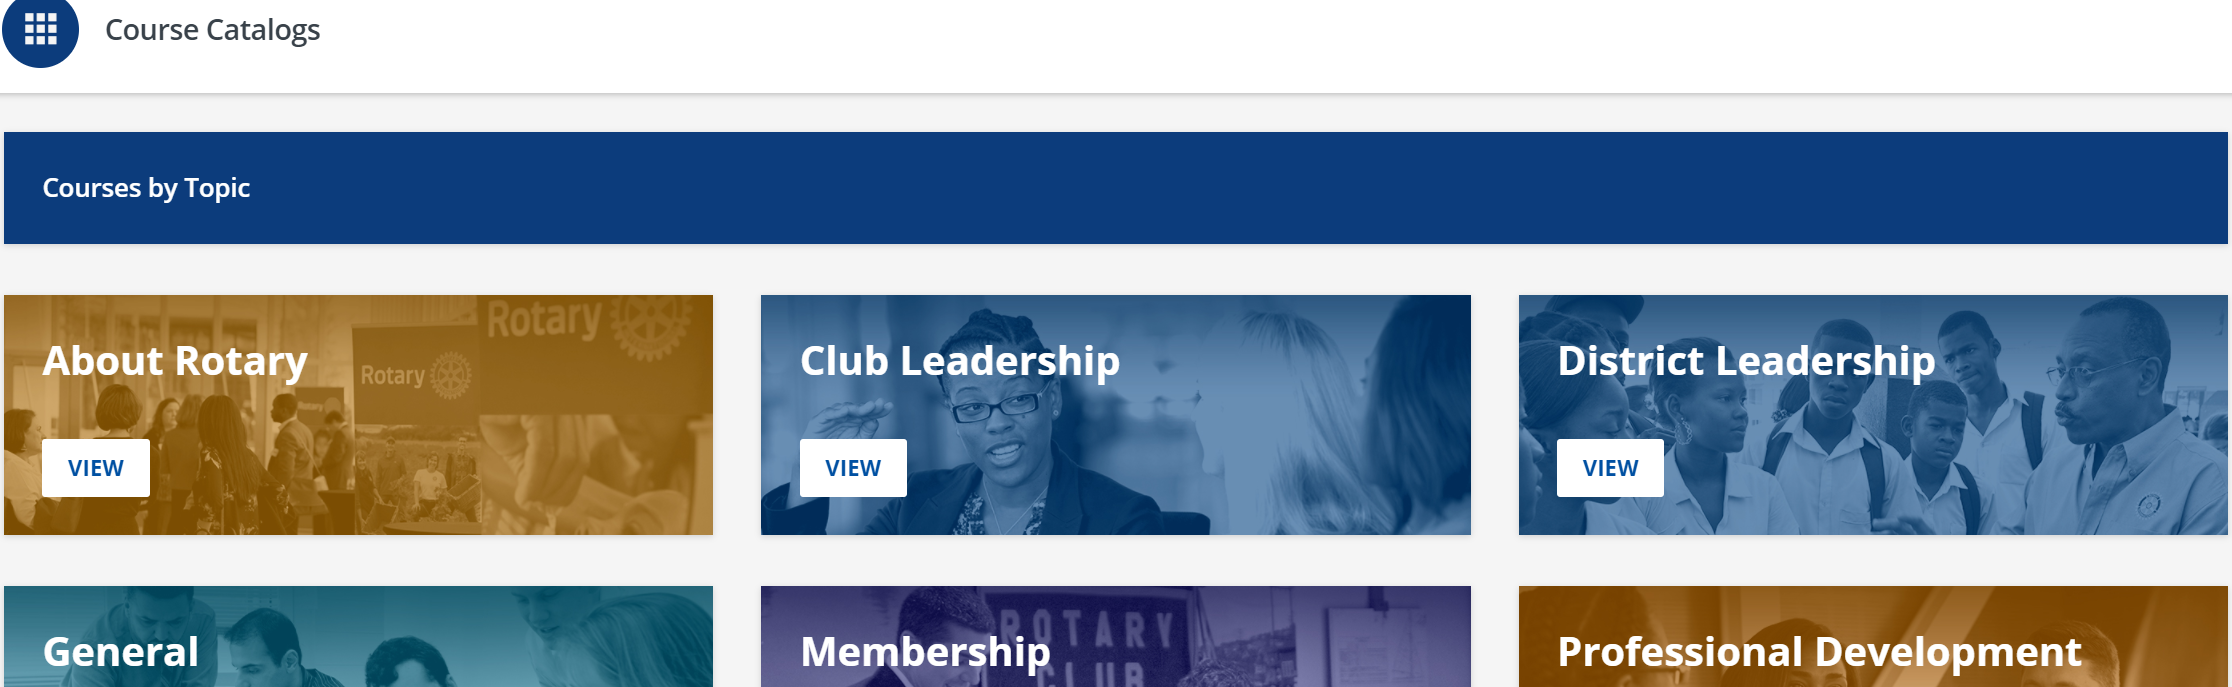 Course Catalogs
Courses by Topic
Rotary
Rotary
About Rotary
VIEW
Club Leadership
VIEW
District Leadership
VIEW
General
ROTARY
CLUB
Membership
Professional Development